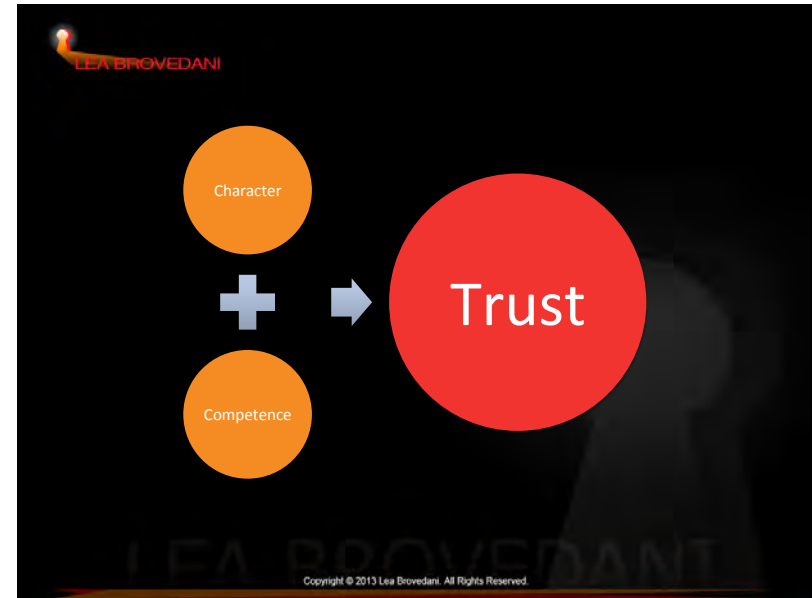 LEA BROVEDANI
Character
Competence
Trust
LEA BROVEDANI
Copyright © 2013 Lea Brovedani. All Rights Reserved.